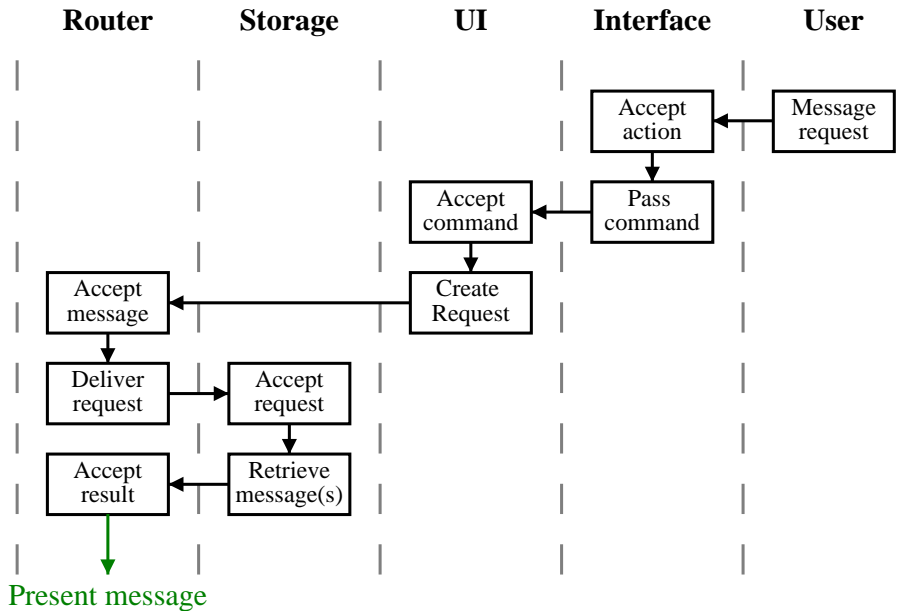 Router Storage UI Interface User
Accept Message
action request
Accept Pass
command command
Accept Create
message Request
Deliver Accept
request request
Accept Retrieve
result message(s)
Present message